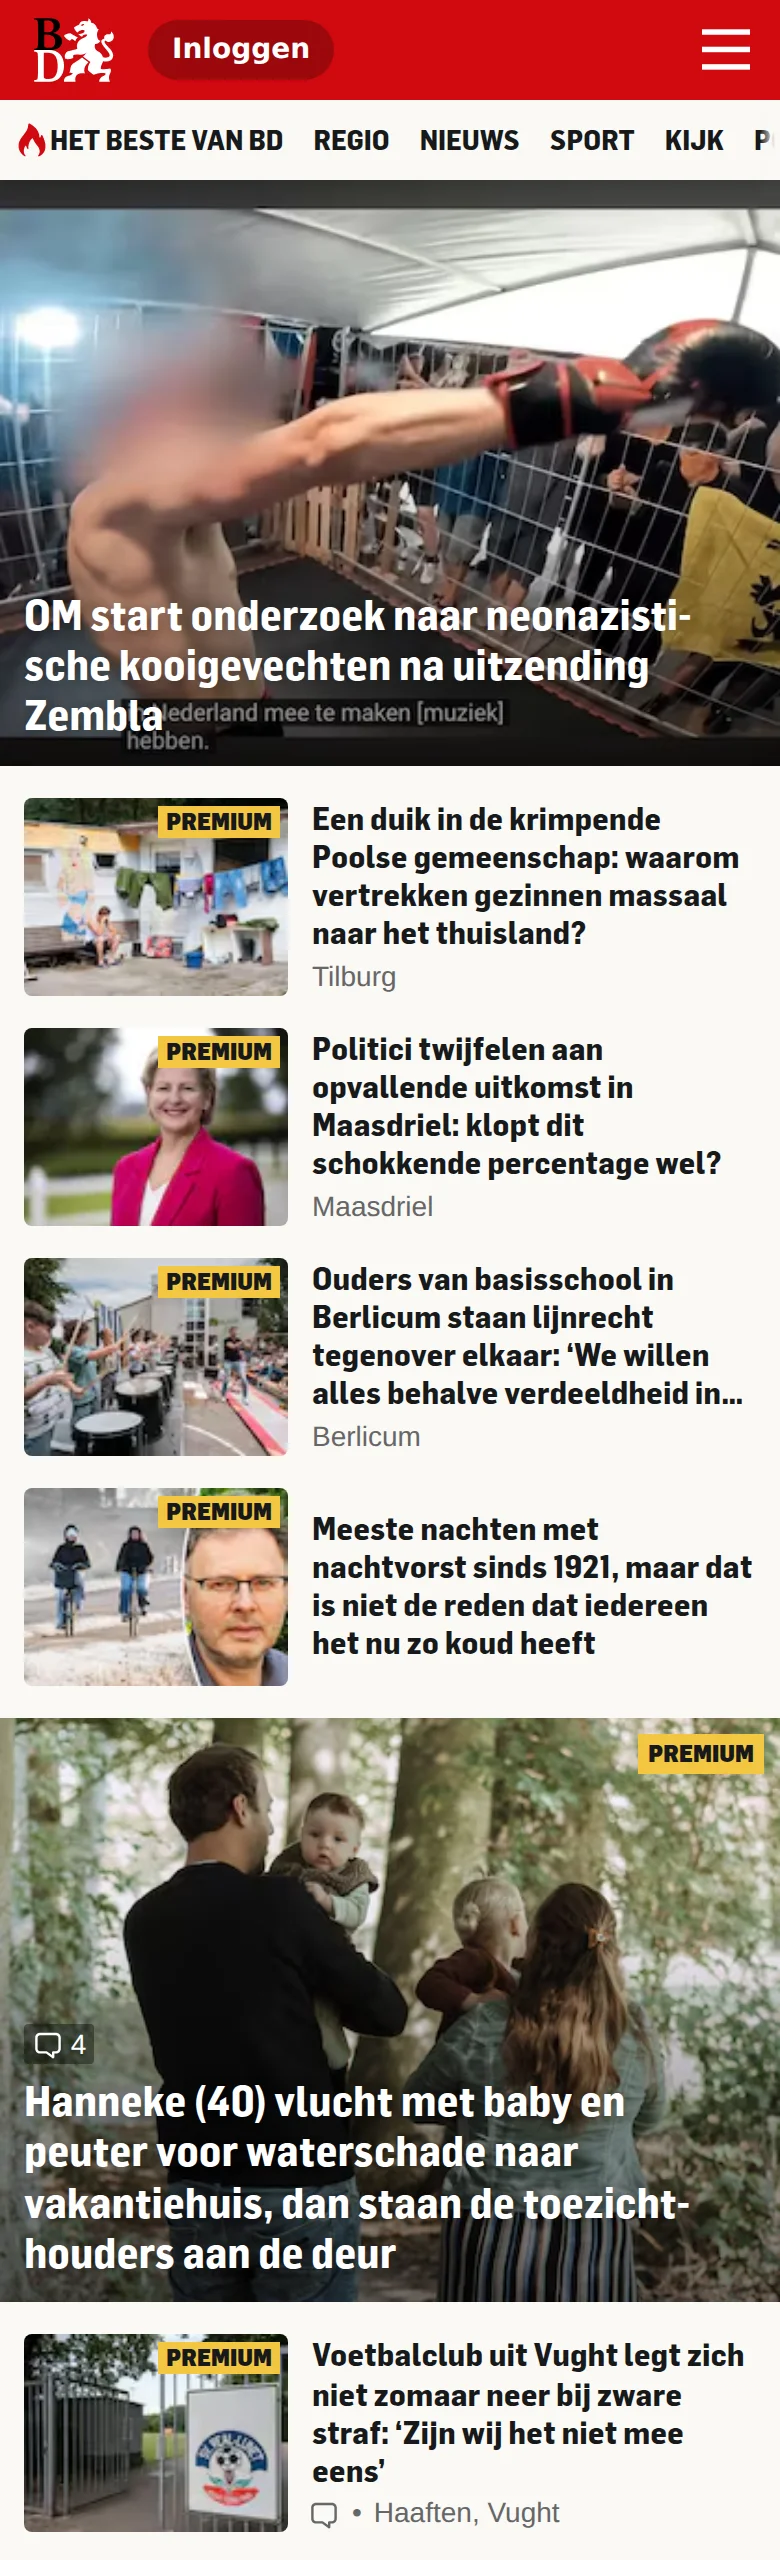 BD
Inloggen
HET BESTE VAN BD REGIO NIEUWS SPORT KIJK
OM start onderzoek naar neonazisti-
sche kooigevechten na uitzending
Zembla
Nederland mee te maken [muziek]
hebben.
PREMIUM
Een duik in de krimpende
Poolse gemeenschap: waarom
vertrekken gezinnen massaal
naar het thuisland?
Tilburg
PREMIUM
Politici twijfelen aan
opvallende uitkomst in
Maasdriel: klopt dit
schokkende percentage wel?
Maasdriel
PREMIUM
Ouders van basisschool in
Berlicum staan lijnrecht
tegenover elkaar: ‘We willen
alles behalve verdeeldheid in...
Berlicum
PREMIUM
Meeste nachten met
nachtvorst sinds 1921, maar dat
is niet de reden dat iedereen
het nu zo koud heeft
PREMIUM
4
Hanneke (40) vlucht met baby en
peuter voor waterschade naar
vakantiehuis, dan staan de toezicht-
houders aan de deur
PREMIUM
Voetbalclub uit Vught legt zich
niet zomaar neer bij zware
straf: ‘Zijn wij het niet mee
eens’
• Haaften, Vught